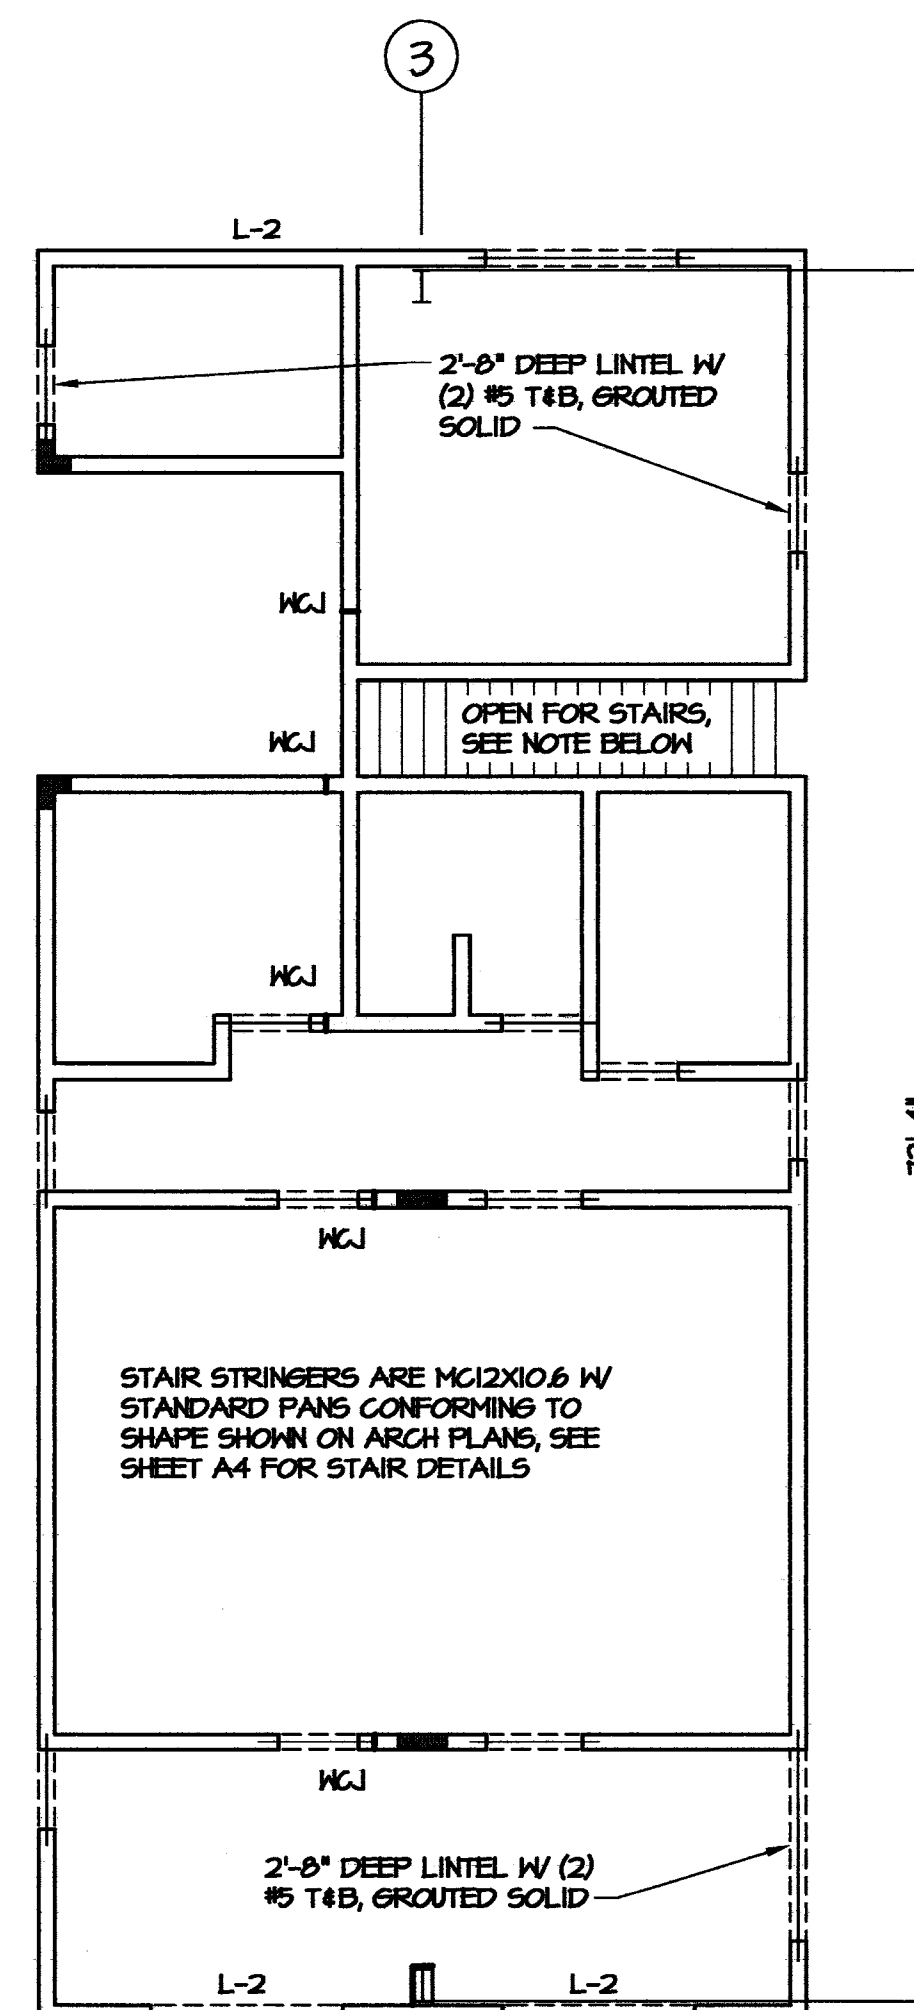 3
L-2
2'-8" DEEP LINTEL W/
(2) #5 T&B, GROUTED
SOLID
WCJ
OPEN FOR STAIRS,
SEE NOTE BELOW
WCJ
WCJ
WCJ
STAIR STRINGERS ARE MC12X10.6 W/
STANDARD PANS CONFORMING TO
SHAPE SHOWN ON ARCH PLANS, SEE
SHEET A4 FOR STAIR DETAILS
WCJ
2'-8" DEEP LINTEL W/ (2)
#5 T&B, GROUTED SOLID
L-2
L-2